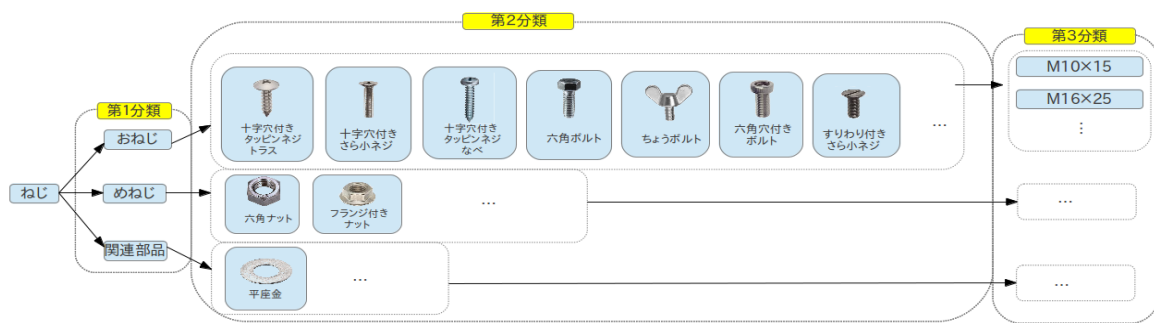 第2分類
第3分類
第1分類
ねじ
おねじ
めねじ
関連部品
十字穴付き
タッピンネジ
トラス
十字穴付き
さら小ネジ
十字穴付き
タッピンネジ
なべ
六角ボルト
ちょうボルト
六角穴付き
ボルト
すりわり付き
さら小ネジ
…
M10×15
M16×25
⋮
六角ナット
フランジ付き
ナット
…
…
平座金
…
…